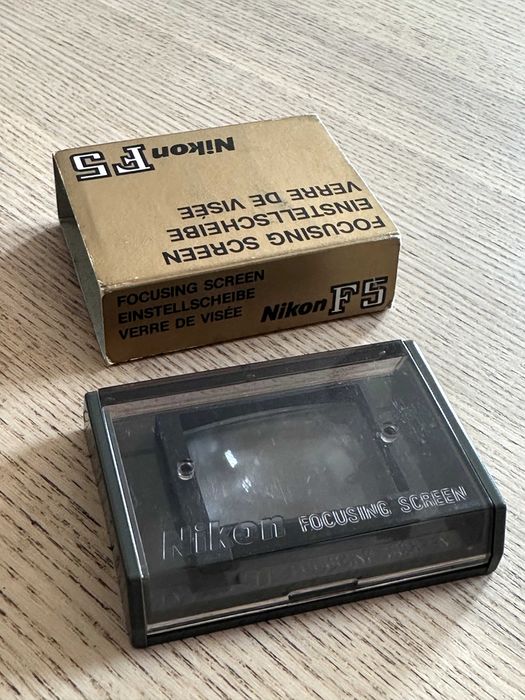 Nikon F5
FOCUSING SCREEN
EINSTELLSCHEIBE
VERRE DE VISÉE
FOCUSING SCREEN
EINSTELLSCHEIBE
VERRE DE VISÉE
Nikon F5
Nikon FOCUSING SCREEN